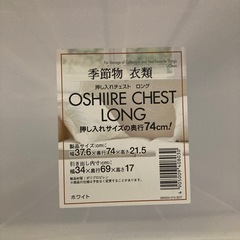 季節物 衣類
押し入れチェスト ロング
OSHIIRE CHEST
LONG
押し入れサイズの奥行74cm!
製品サイズ(cm):
幅37.6×奥行74×高さ21.5
引き出し内寸(cm):
幅34×奥行69×高さ17
ホワイト